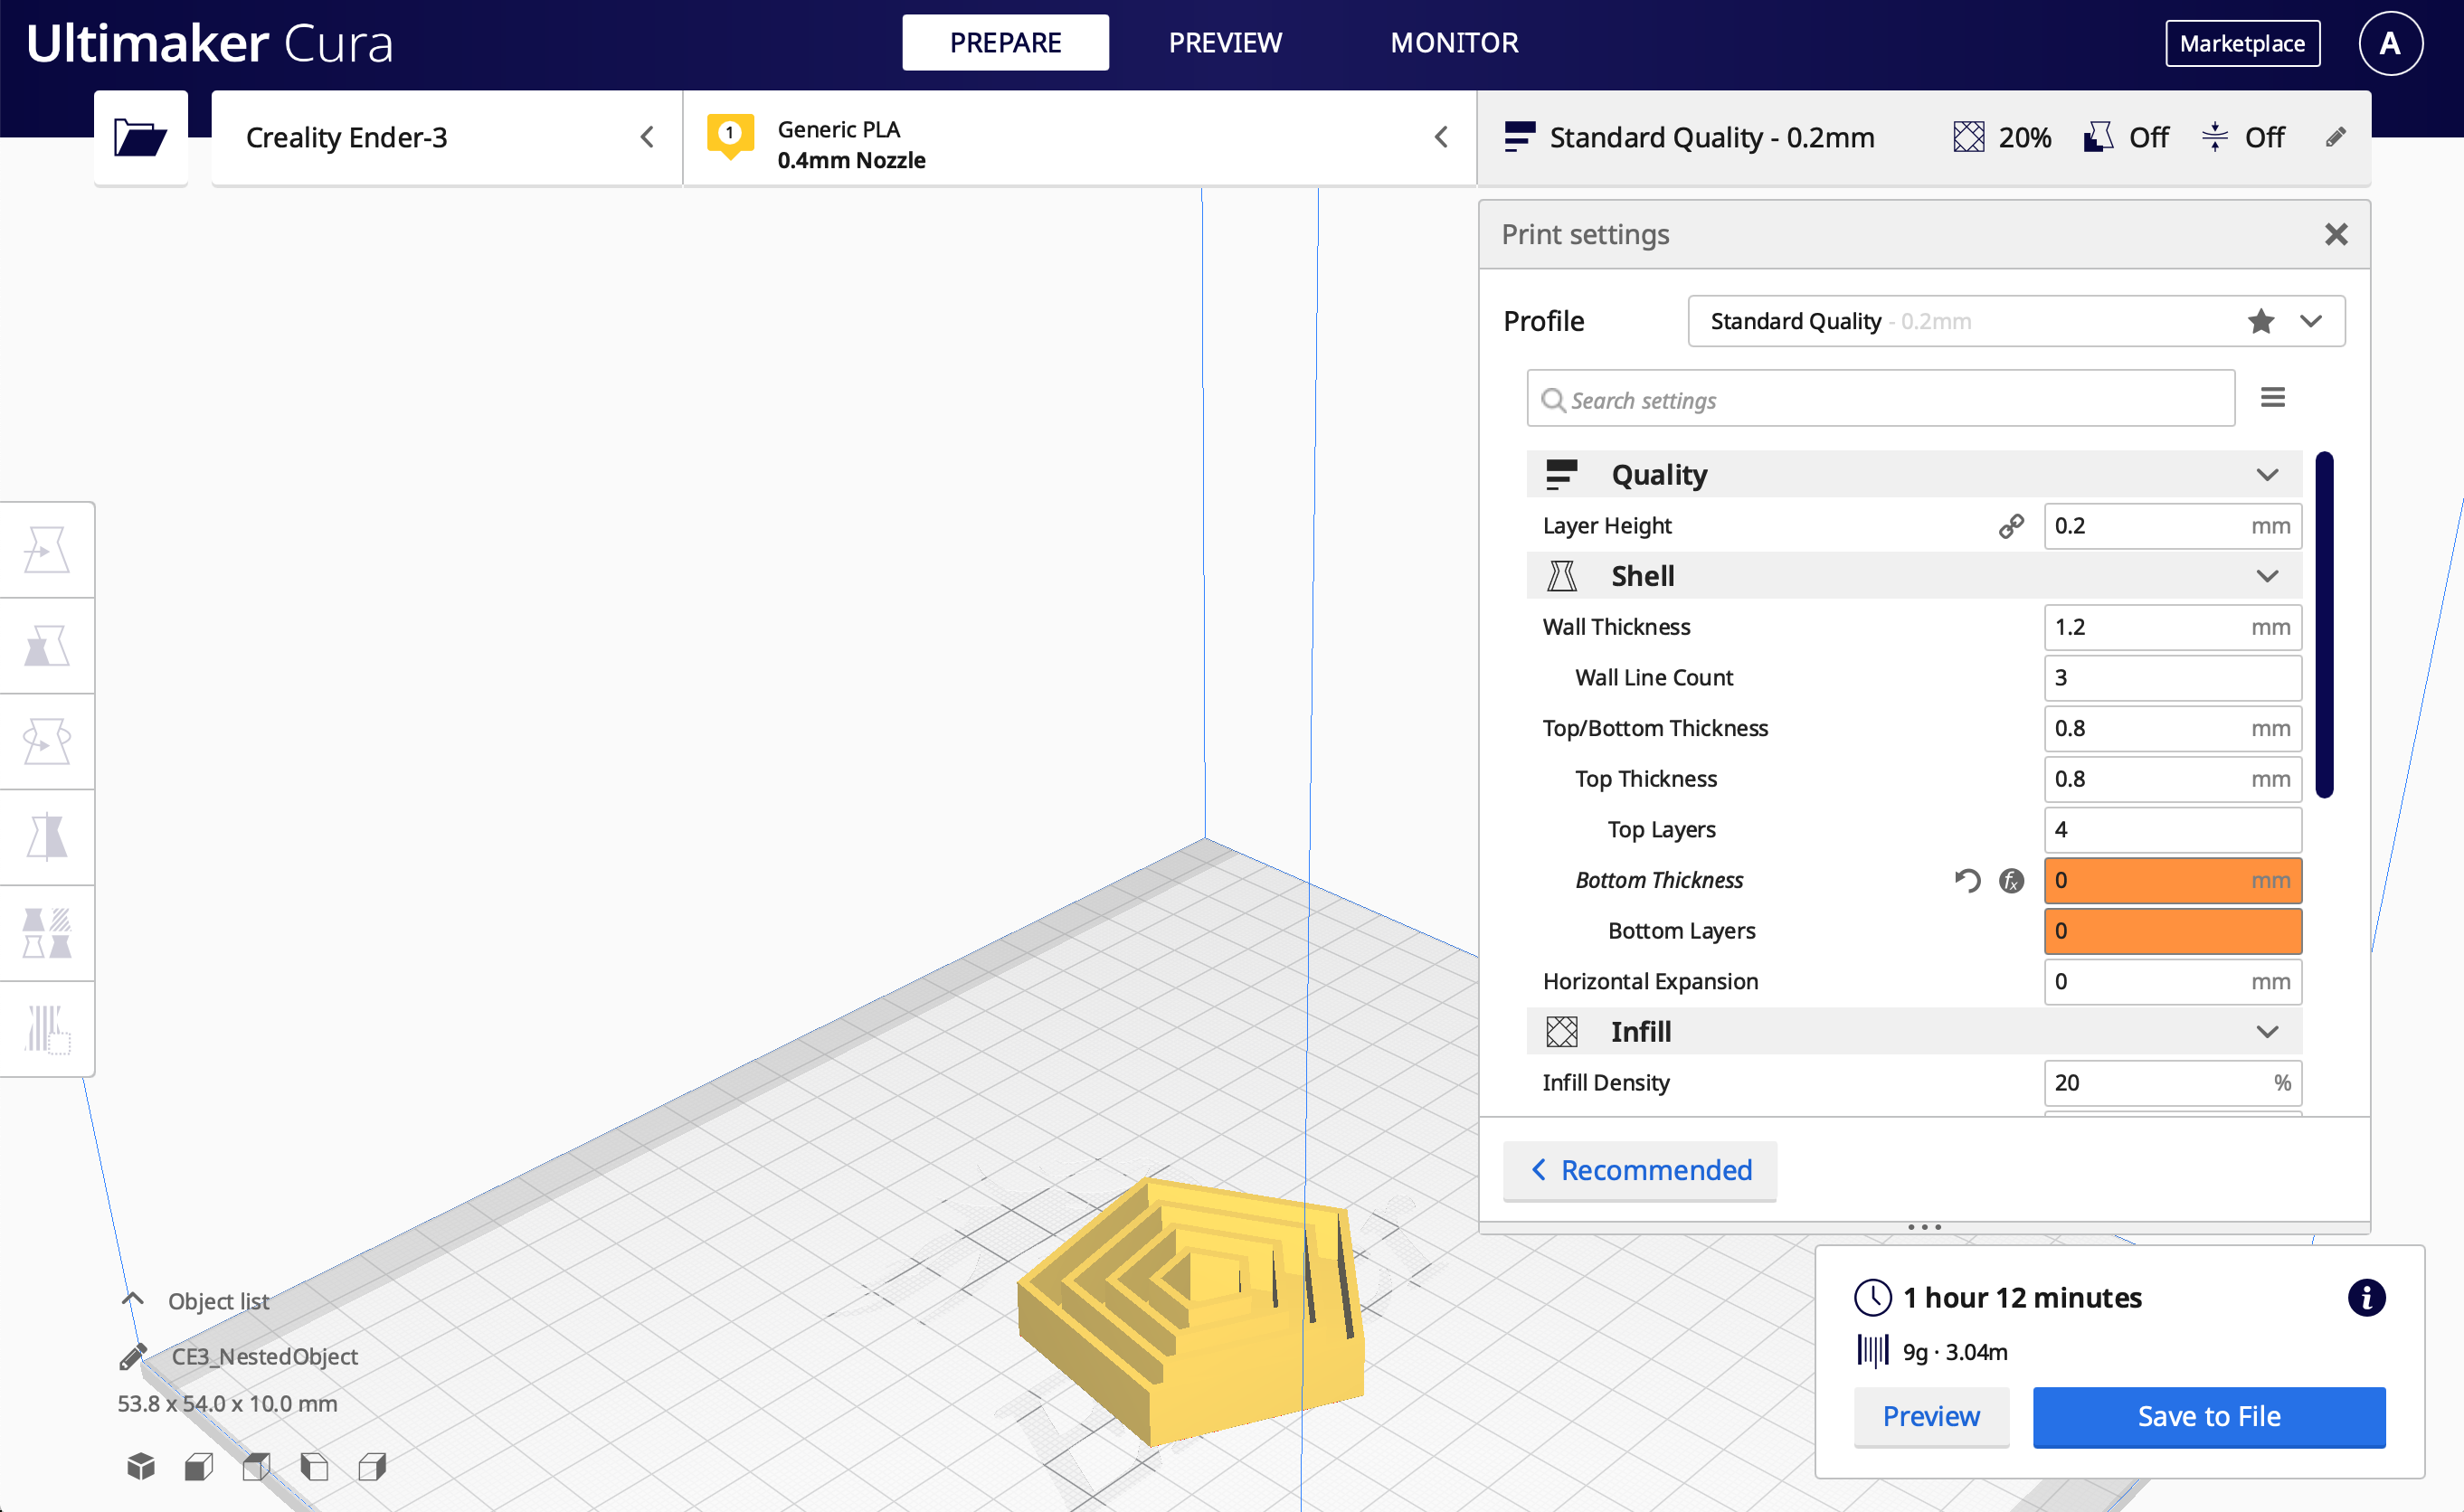 Ultimaker Cura
PREPARE
PREVIEW
MONITOR
Marketplace
A
Creality Ender-3
1
Generic PLA
0.4mm Nozzle
Standard Quality - 0.2mm
20%
Off
Off
Print settings
Profile
Standard Quality - 0.2mm
Search settings
Quality
Layer Height
0.2 mm
Shell
Wall Thickness
1.2 mm
Wall Line Count
3
Top/Bottom Thickness
0.8 mm
Top Thickness
0.8 mm
Top Layers
4
Bottom Thickness
fx
0 mm
Bottom Layers
0
Horizontal Expansion
0 mm
Infill
Infill Density
20 %
Recommended
Object list
CE3_NestedObject
53.8 x 54.0 x 10.0 mm
1 hour 12 minutes
i
9g · 3.04m
Preview
Save to File